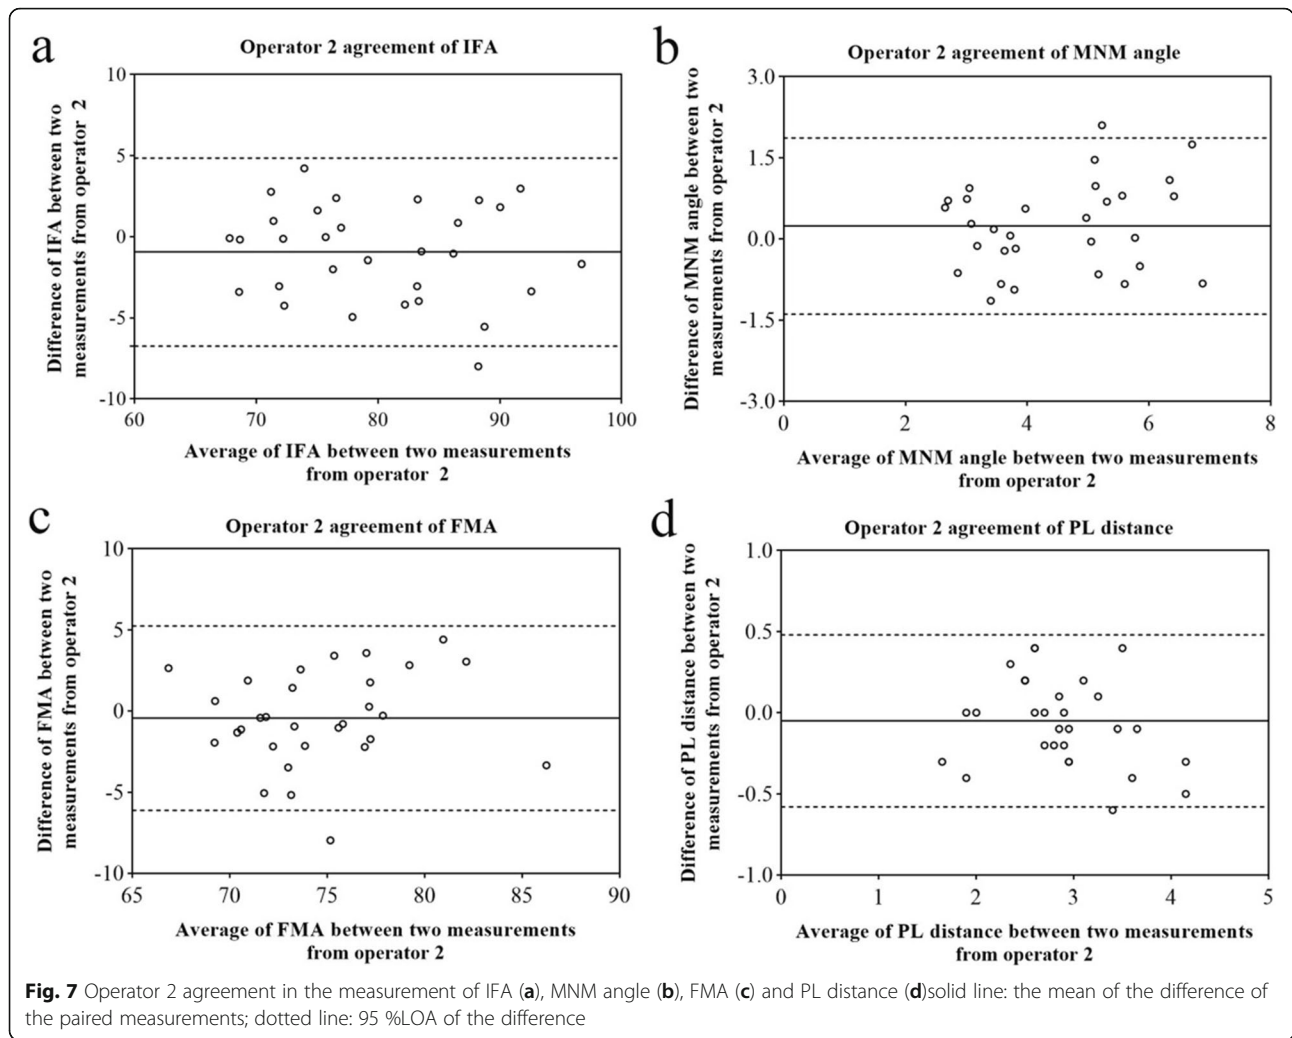 a
Operator 2 agreement of IFA
Difference of IFA between two
measurements from operator 2
10
5
0
-5
-10
60 70 80 90 100
Average of IFA between two measurements
from operator 2
b
Operator 2 agreement of MNM angle
Difference of MNM angle between two
measurements from operator 2
3.0
1.5
0.0
-1.5
-3.0
0 2 4 6 8
Average of MNM angle between two measurements
from operator 2
c
Operator 2 agreement of FMA
Difference of FMA between two
measurements from operator 2
10
5
0
-5
-10
65 70 75 80 85 90
Average of FMA between two measurements
from operator 2
d
Operator 2 agreement of PL distance
Difference of PL distance between two
measurements from operator 2
1.0
0.5
0.0
-0.5
-1.0
0 1 2 3 4 5
Average of PL distance between two measurements
from operator 2
Fig. 7 Operator 2 agreement in the measurement of IFA (a), MNM angle (b), FMA (c) and PL distance (d)solid line: the mean of the difference of
the paired measurements; dotted line: 95 %LOA of the difference